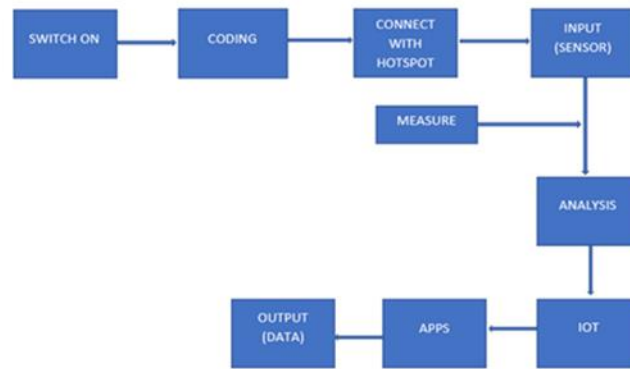 SWITCH ON
CODING
CONNECT
WITH
HOTSPOT
INPUT
(SENSOR)
MEASURE
ANALYSIS
OUTPUT
(DATA)
APPS
IOT